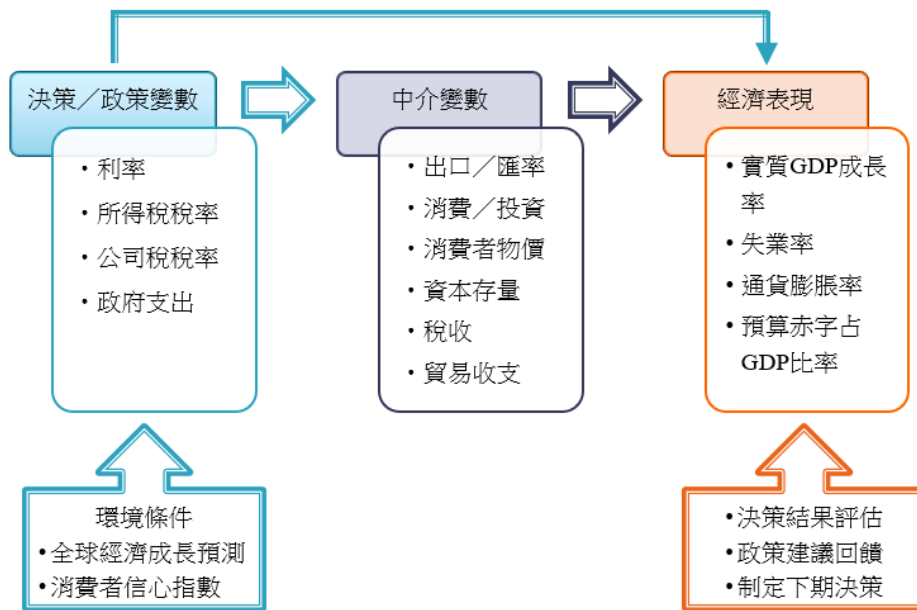 決策／政策變數
・利率
・所得稅稅率
・公司稅稅率
・政府支出
中介變數
・出口／匯率
・消費／投資
・消費者物價
・資本存量
・稅收
・貿易收支
經濟表現
・實質GDP成長
率
・失業率
・通貨膨脹率
・預算赤字占
GDP比率
環境條件
•全球經濟成長預測
•消費者信心指數
•決策結果評估
•政策建議回饋
•制定下期決策